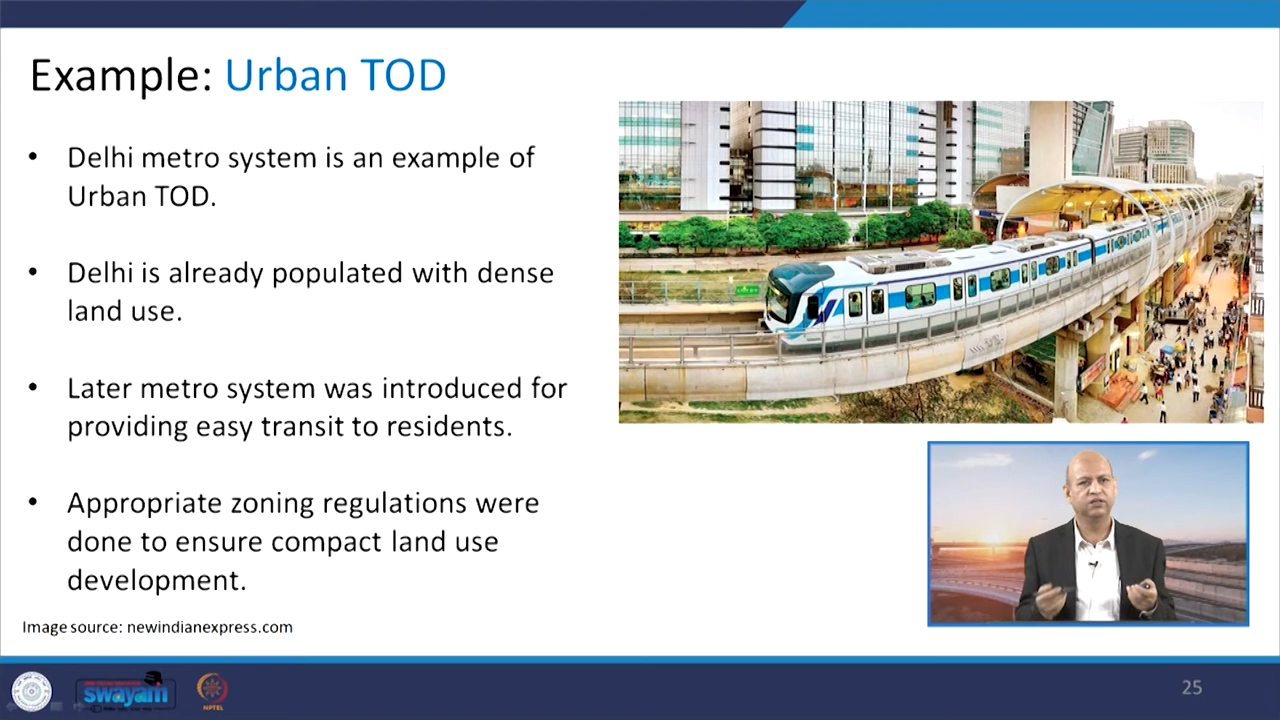 Example: Urban TOD
• Delhi metro system is an example of
Urban TOD.
• Delhi is already populated with dense
land use.
• Later metro system was introduced for
providing easy transit to residents.
• Appropriate zoning regulations were
done to ensure compact land use
development.
Image source: newindianexpress.com
swayam
NPTEL
25